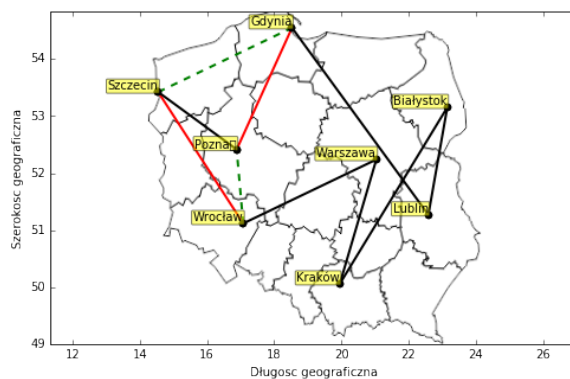 Gdynia
Szczecin
Białystok
Poznań
Warszawa
Wrocław
Lublin
Kraków
54
53
52
51
50
49
12
14
16
18
20
22
24
26
Szerokosc geograficzna
Długosc geograficzna